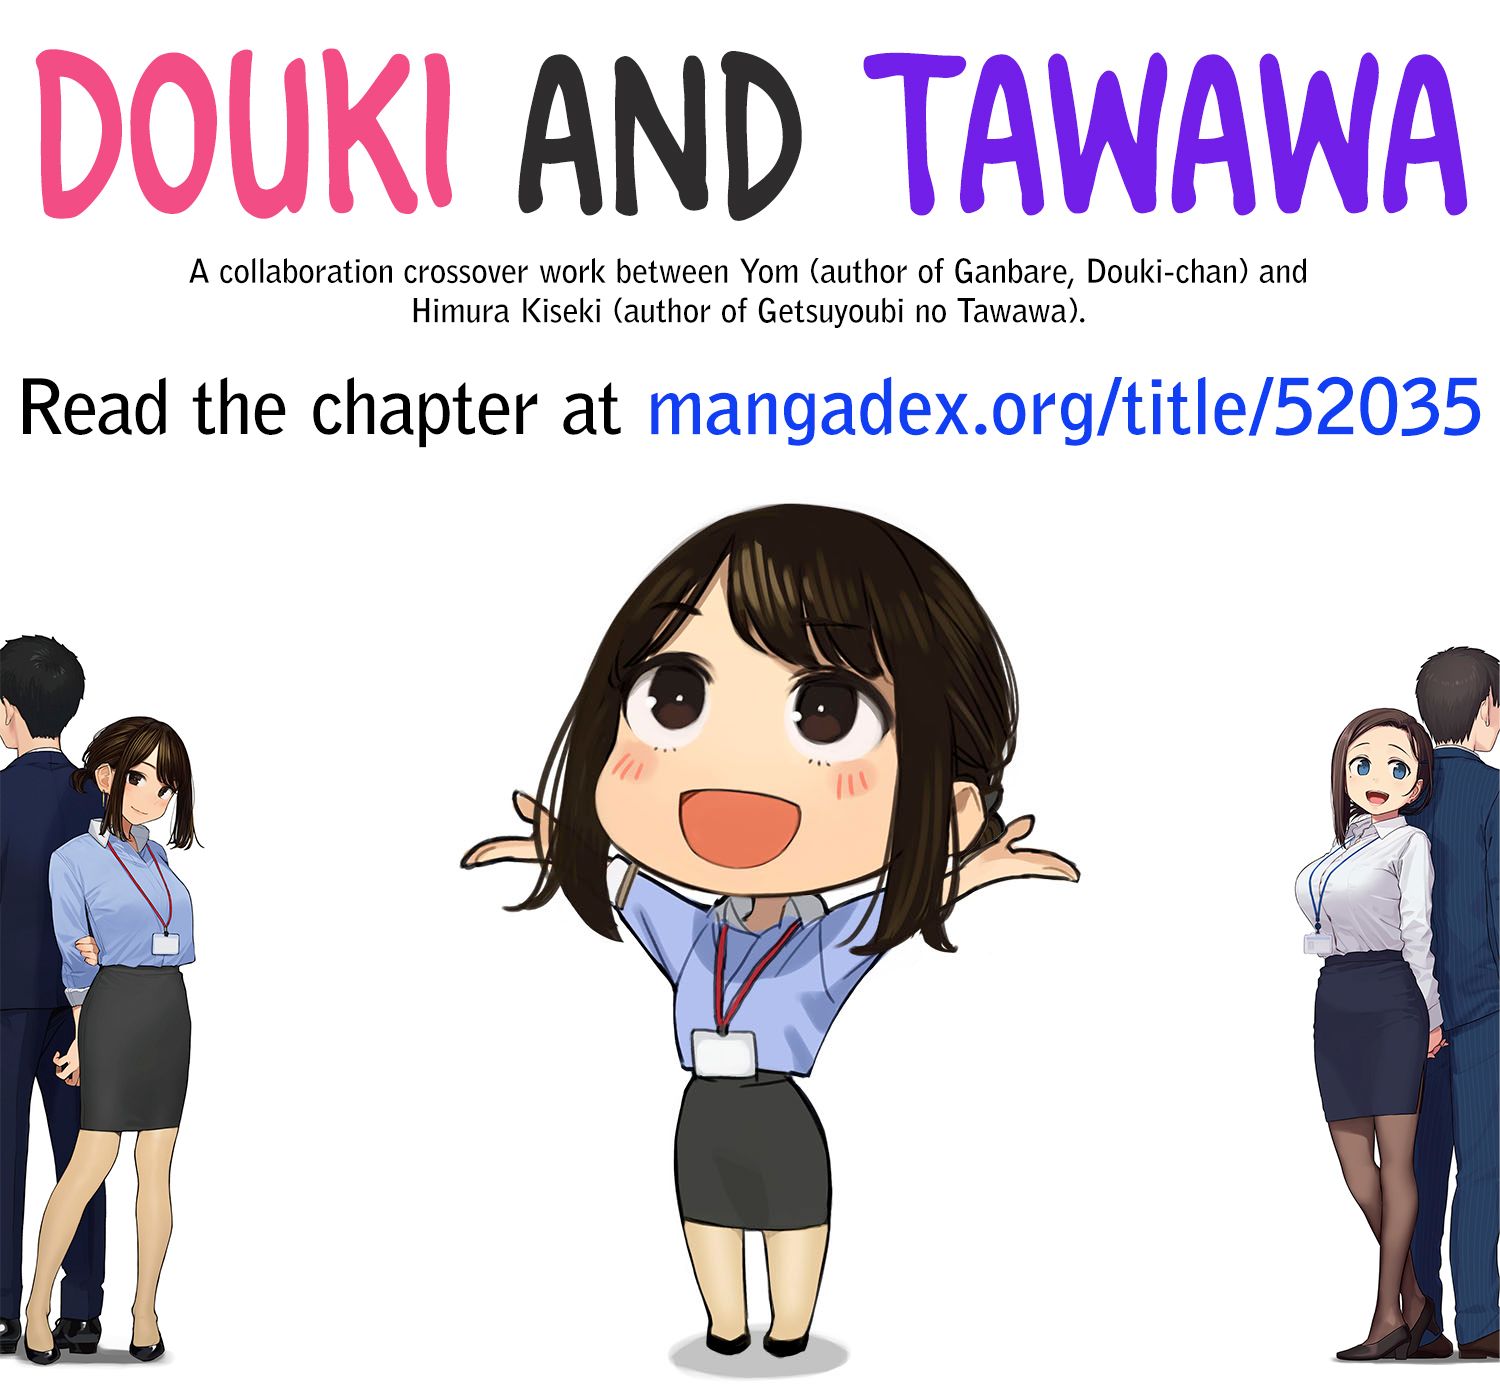 DOUKI AND TAWAWA
A collaboration crossover work between Yom (author of Ganbare, Douki-chan) and
Himura Kiseki (author of Getsuyoubi no Tawawa).
Read the chapter at mangadex.org/title/52035